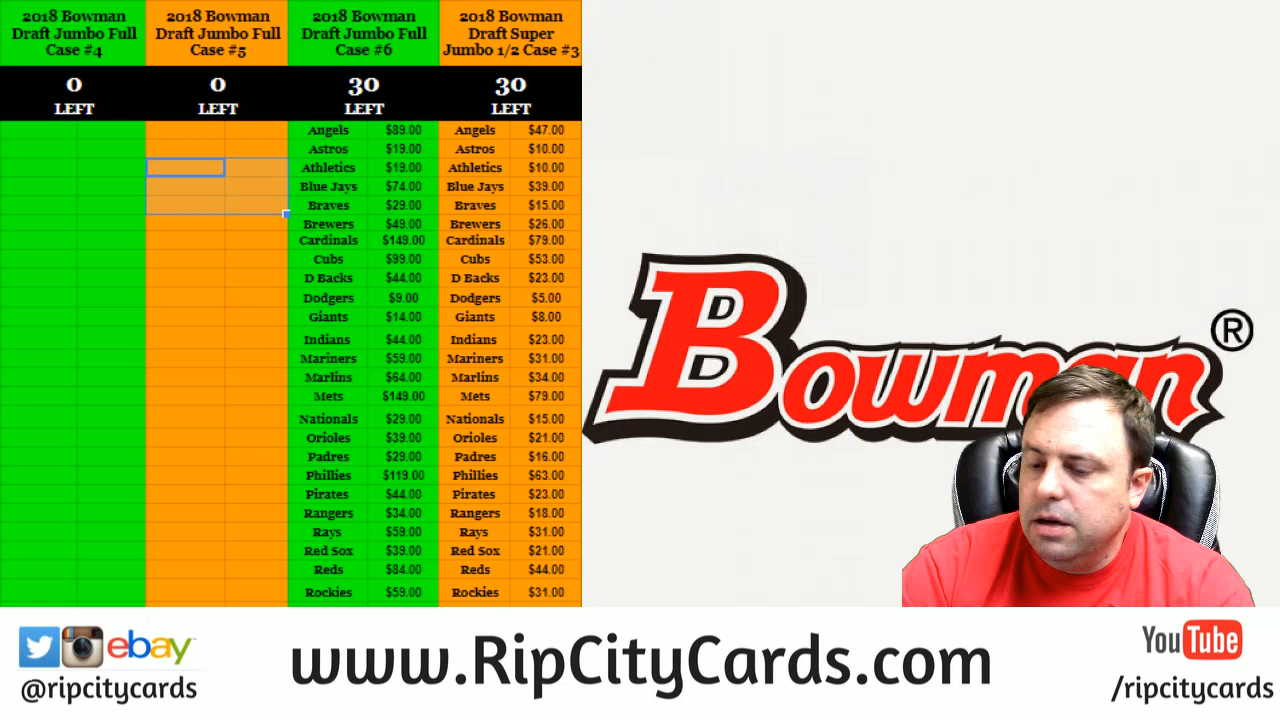 2018 Bowman
Draft Jumbo Full
Case #4
2018 Bowman
Draft Jumbo Full
Case #5
2018 Bowman
Draft Jumbo Full
Case #6
2018 Bowman
Draft Super
Jumbo 1/2 Case #3
0
LEFT
0
LEFT
30
LEFT
30
LEFT
Angels $89.00 Angels $47.00
Astros $19.00 Astros $10.00
Athletics $19.00 Athletics $10.00
Blue Jays $74.00 Blue Jays $39.00
Braves $29.00 Braves $15.00
Brewers $49.00 Brewers $26.00
Cardinals $149.00 Cardinals $79.00
Cubs $99.00 Cubs $53.00
D Backs $44.00 D Backs $23.00
Dodgers $9.00 Dodgers $5.00
Giants $14.00 Giants $8.00
Indians $44.00 Indians $23.00
Mariners $59.00 Mariners $31.00
Marlins $64.00 Marlins $34.00
Mets $149.00 Mets $79.00
Nationals $29.00 Nationals $15.00
Orioles $39.00 Orioles $21.00
Padres $29.00 Padres $16.00
Phillies $119.00 Phillies $63.00
Pirates $44.00 Pirates $23.00
Rangers $34.00 Rangers $18.00
Rays $59.00 Rays $31.00
Red Sox $39.00 Red Sox $21.00
Reds $84.00 Reds $44.00
Rockies $59.00 Rockies $31.00
Bowman®
ebay
@ripcitycards
www.RipCityCards.com
YouTube
/ripcitycards